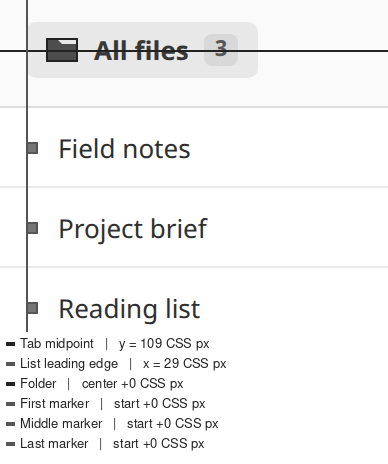 All files 3
Field notes
Project brief
Reading list
Tab midpoint | y = 109 CSS px
List leading edge | x = 29 CSS px
Folder | center +0 CSS px
First marker | start +0 CSS px
Middle marker | start +0 CSS px
Last marker | start +0 CSS px